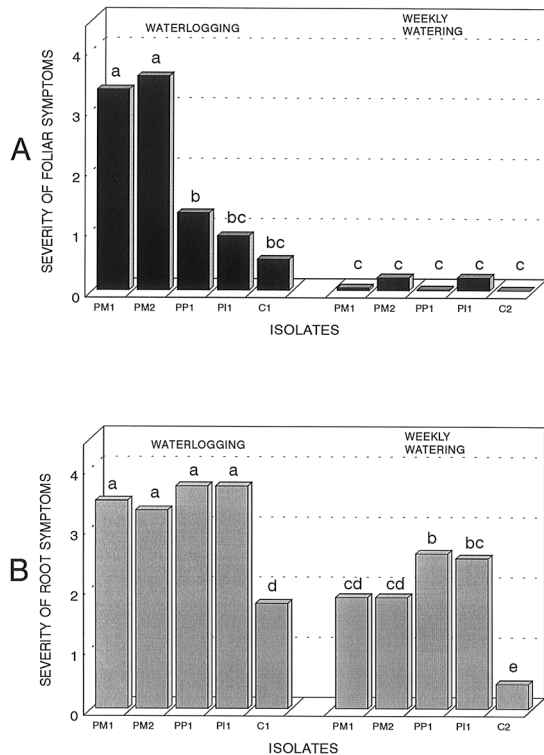 A
SEVERITY OF FOLIAR SYMPTOMS
WATERLOGGING
WEEKLY
WATERING
4
3
2
1
0
a a b bc bc c c c c c
PM1 PM2 PP1 PI1 C1 PM1 PM2 PP1 PI1 C2
ISOLATES
B
SEVERITY OF ROOT SYMPTOMS
WATERLOGGING
WEEKLY
WATERING
4
3
2
1
0
a a a a d cd cd b bc e
PM1 PM2 PP1 PI1 C1 PM1 PM2 PP1 PI1 C2
ISOLATES